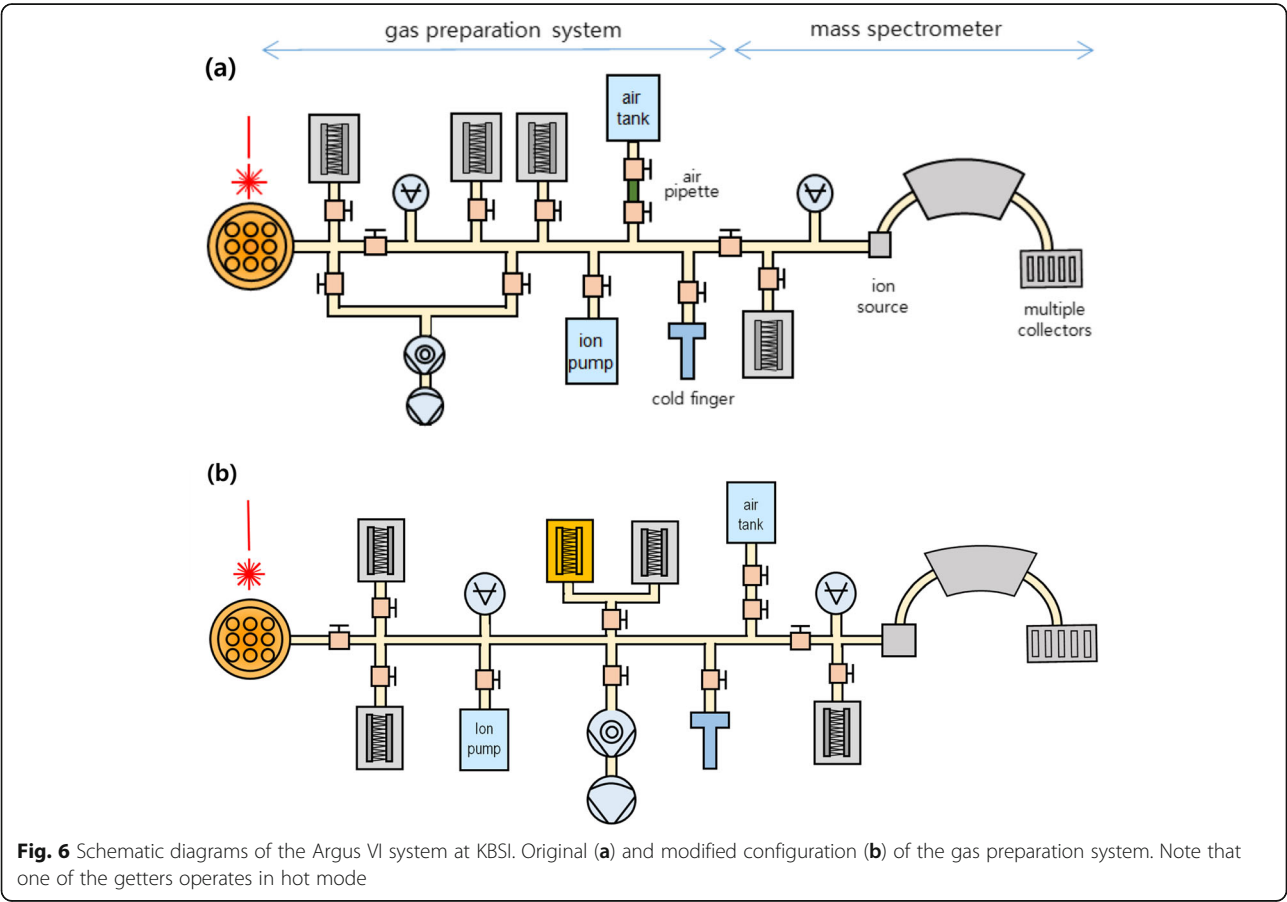 gas preparation system
mass spectrometer
(a)
air
tank
air
pipette
ion
source
multiple
collectors
ion
pump
cold finger
(b)
air
tank
Ion
pump
Fig. 6 Schematic diagrams of the Argus VI system at KBSI. Original (a) and modified configuration (b) of the gas preparation system. Note that
one of the getters operates in hot mode